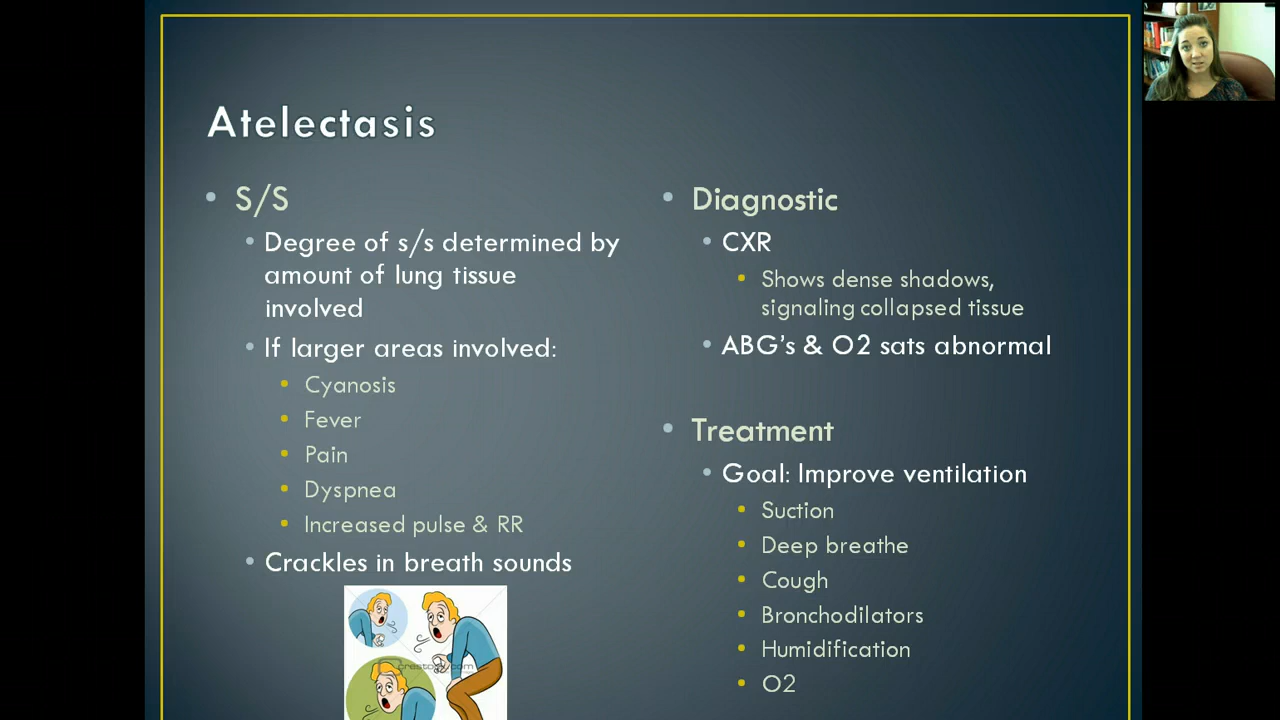 Atelectasis
• S/S
• Degree of s/s determined by
amount of lung tissue
involved
• If larger areas involved:
• Cyanosis
• Fever
• Pain
• Dyspnea
• Increased pulse & RR
• Crackles in breath sounds
• Diagnostic
• CXR
• Shows dense shadows,
signaling collapsed tissue
• ABG's & O2 sats abnormal
• Treatment
• Goal: Improve ventilation
• Suction
• Deep breathe
• Cough
• Bronchodilators
• Humidification
• O2